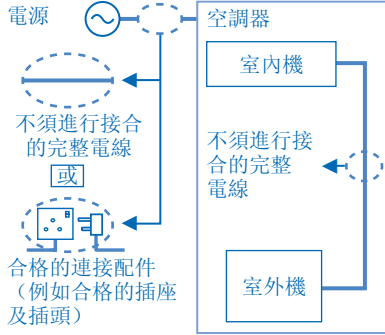 電源
空調器
室內機
不須進行接合
的完整電線
或
不須進行接
合的完整
電線
合格的連接配件
（例如合格的插座
及插頭）
室外機